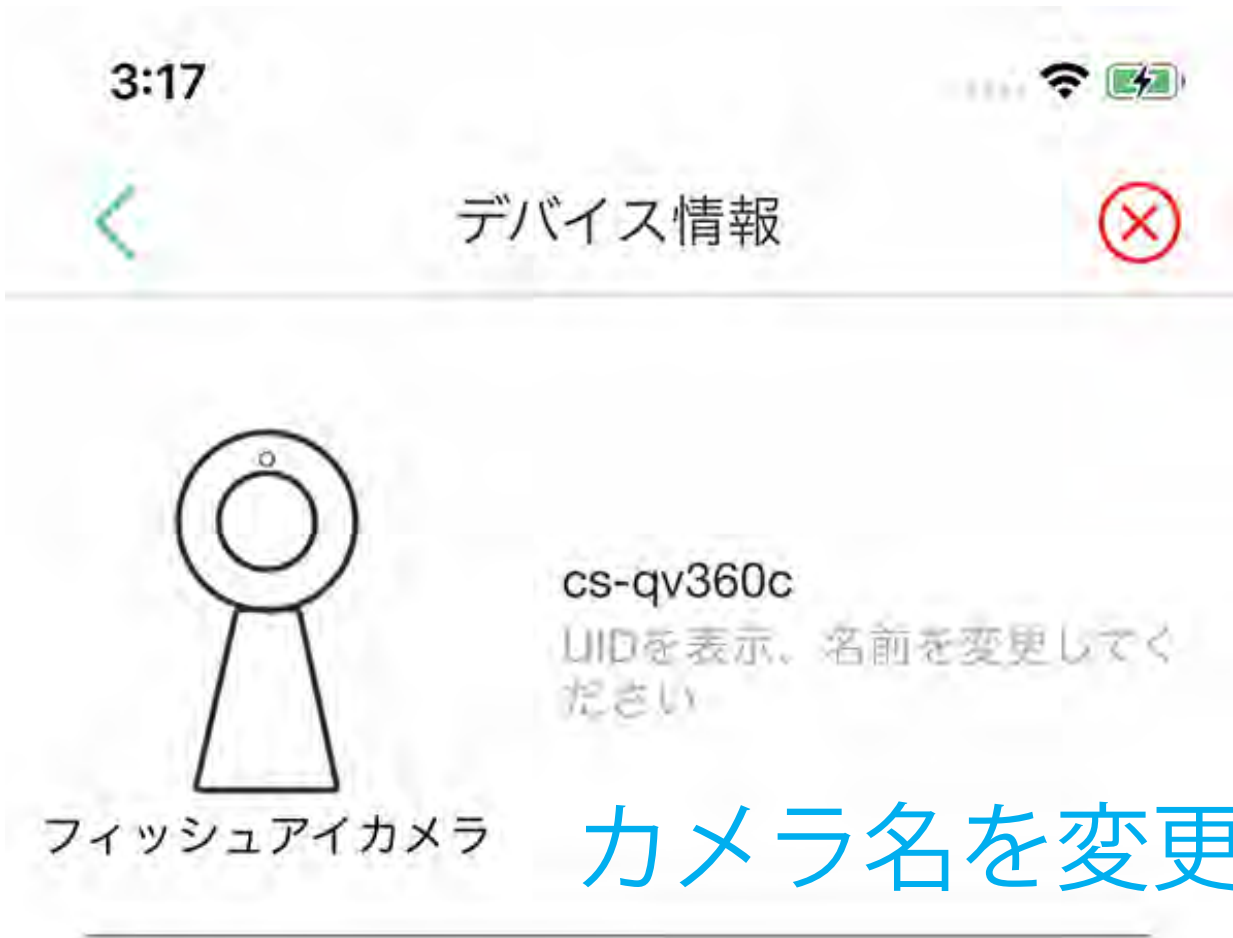 3:17
デバイス情報
cs-qv360c
UIDを表示、名前を変更してく
ださい
フィッシュアイカメラ
カメラ名を変更